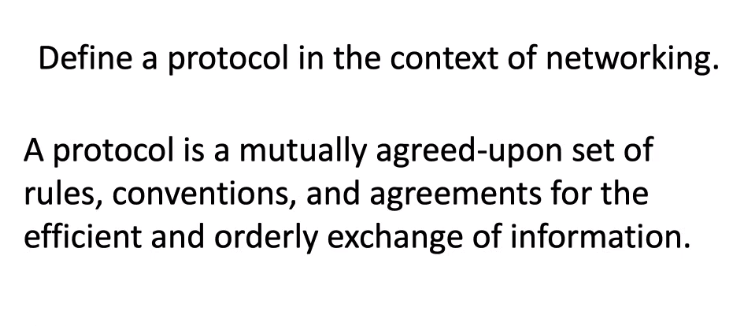 Define a protocol in the context of networking.
A protocol is a mutually agreed-upon set of
rules, conventions, and agreements for the
efficient and orderly exchange of information.